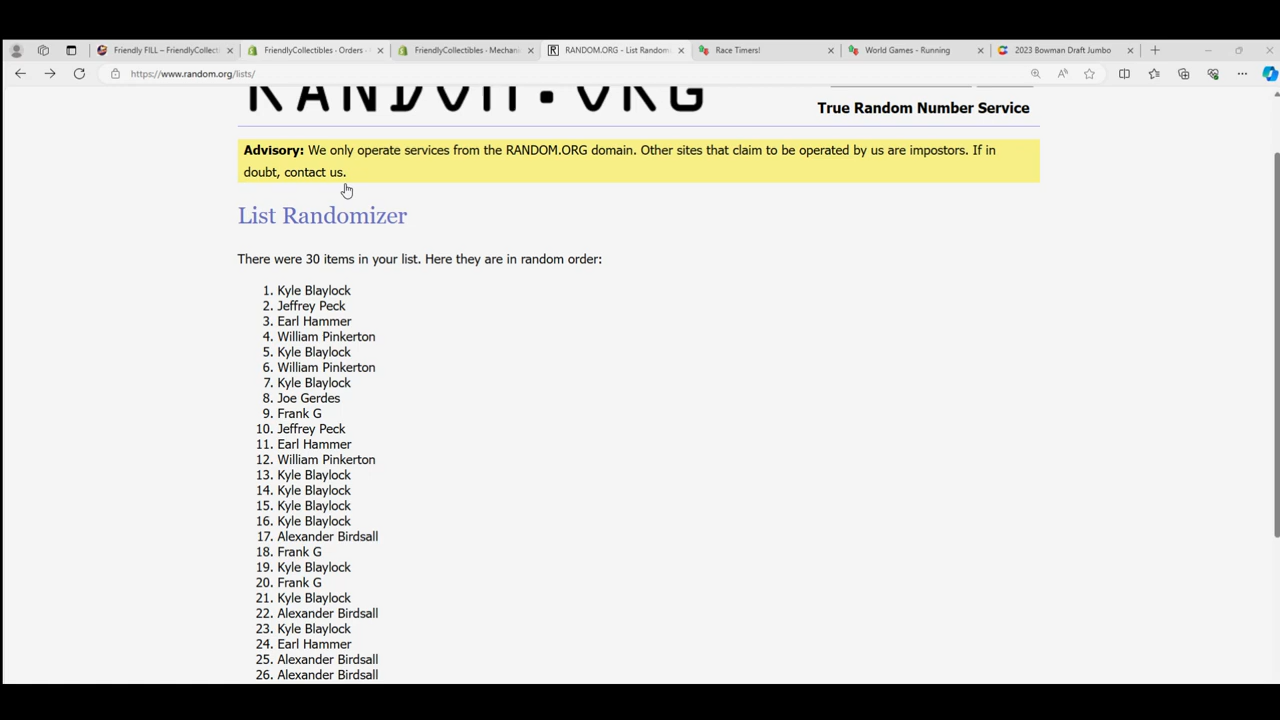 Friendly FILL – FriendlyCollecti
FriendlyCollectibles - Orders -
FriendlyCollectibles - Mechani
RANDOM.ORG - List Random
Race Timers!
World Games - Running
2023 Bowman Draft Jumbo
https://www.random.org/lists/
RANDOM.ORG
True Random Number Service
Advisory: We only operate services from the RANDOM.ORG domain. Other sites that claim to be operated by us are impostors. If in
doubt, contact us.
List Randomizer
There were 30 items in your list. Here they are in random order:
1. Kyle Blaylock
2. Jeffrey Peck
3. Earl Hammer
4. William Pinkerton
5. Kyle Blaylock
6. William Pinkerton
7. Kyle Blaylock
8. Joe Gerdes
9. Frank G
10. Jeffrey Peck
11. Earl Hammer
12. William Pinkerton
13. Kyle Blaylock
14. Kyle Blaylock
15. Kyle Blaylock
16. Kyle Blaylock
17. Alexander Birdsall
18. Frank G
19. Kyle Blaylock
20. Frank G
21. Kyle Blaylock
22. Alexander Birdsall
23. Kyle Blaylock
24. Earl Hammer
25. Alexander Birdsall
26. Alexander Birdsall